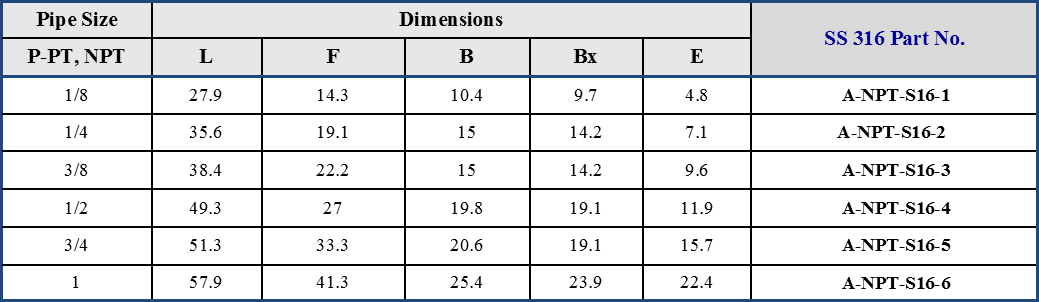 Pipe Size Dimensions SS 316 Part No.
P-PT, NPT L F B Bx E
1/8 27.9 14.3 10.4 9.7 4.8 A-NPT-S16-1
1/4 35.6 19.1 15 14.2 7.1 A-NPT-S16-2
3/8 38.4 22.2 15 14.2 9.6 A-NPT-S16-3
1/2 49.3 27 19.8 19.1 11.9 A-NPT-S16-4
3/4 51.3 33.3 20.6 19.1 15.7 A-NPT-S16-5
1 57.9 41.3 25.4 23.9 22.4 A-NPT-S16-6